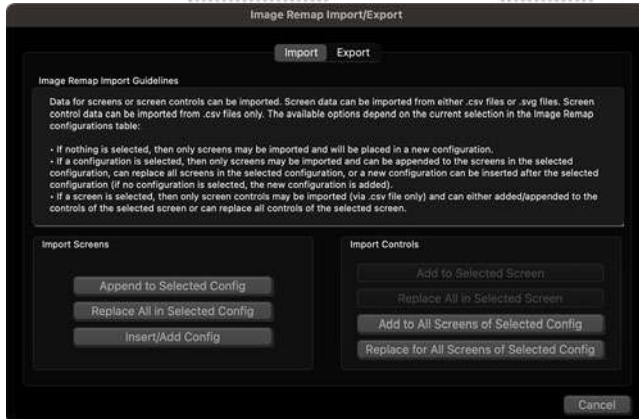 Image Remap Import/Export
Import Export
Image Remap Import Guidelines
Data for screens or screen controls can be imported. Screen data can be imported from either .csv files or .svg files. Screen
control data can be imported from .csv files only. The available options depend on the current selection in the Image Remap
configurations table:
• If nothing is selected, then only screens may be imported and will be placed in a new configuration.
• If a configuration is selected, then only screens may be imported and can be appended to the screens in the selected
configuration, can replace all screens in the selected configuration, or a new configuration can be inserted after the selected
configuration (if no configuration is selected, the new configuration is added).
• If a screen is selected, then only screen controls may be imported (via .csv file only) and can either added/appended to the
controls of the selected screen or can replace all controls of the selected screen.
Import Screens
Append to Selected Config
Replace All in Selected Config
Insert/Add Config
Import Controls
Add to Selected Screen
Replace All in Selected Screen
Add to All Screens of Selected Config
Replace for All Screens of Selected Config
Cancel